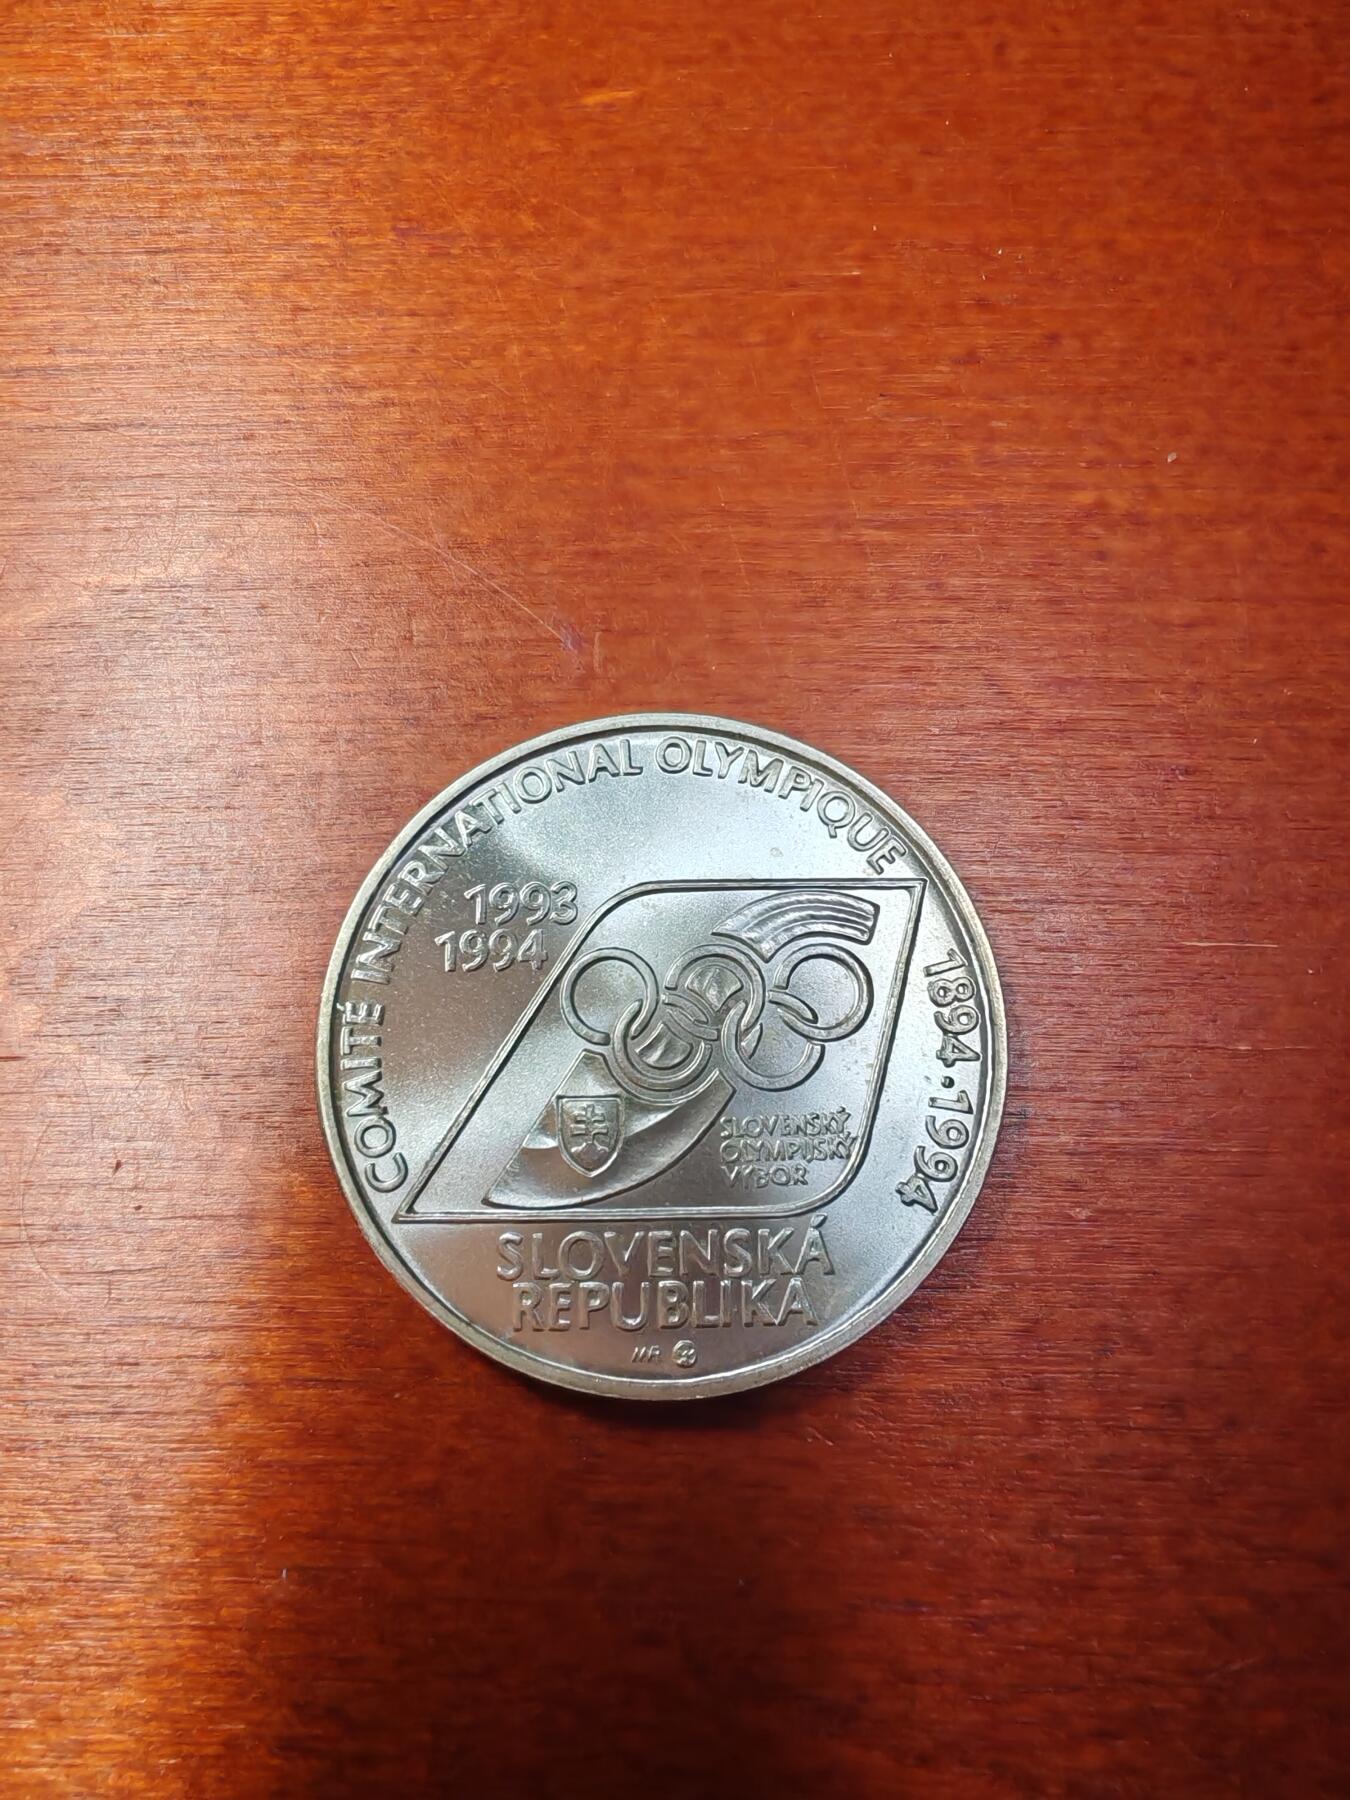 COMITÉ INTERNATIONAL OLYMPIQUE
1894·1994
1993
1994
SLOVENSKÝ
OLYMPIJSKÝ
VÝBOR
SLOVENSKÁ
REPUBLIKA